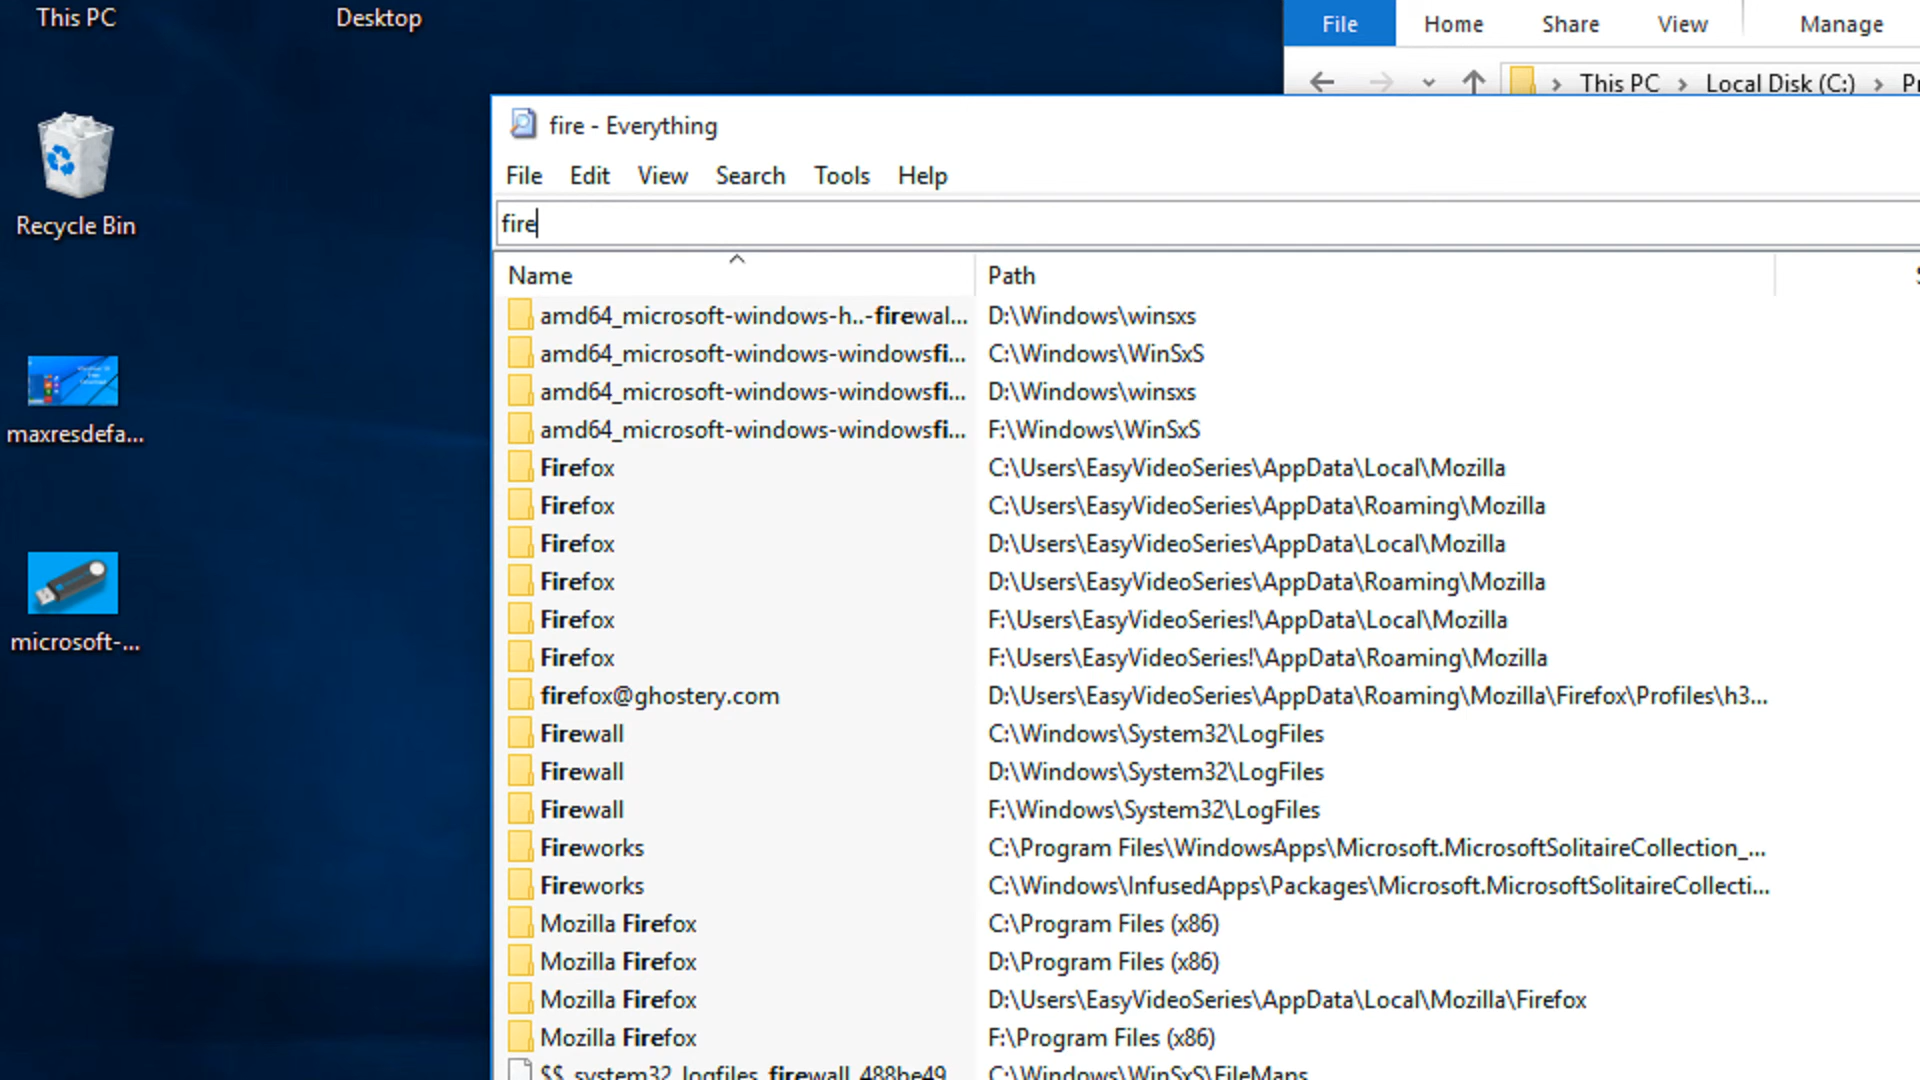 This PC
Desktop
Recycle Bin
maxresdefa...
microsoft-...
File Home Share View Manage
This PC > Local Disk (C:) >
fire - Everything
File Edit View Search Tools Help
fire
Name Path
amd64_microsoft-windows-h..-firewal... D:\Windows\winsxs
amd64_microsoft-windows-windowsfi... C:\Windows\WinSxS
amd64_microsoft-windows-windowsfi... D:\Windows\winsxs
amd64_microsoft-windows-windowsfi... F:\Windows\WinSxS
Firefox C:\Users\EasyVideoSeries\AppData\Local\Mozilla
Firefox C:\Users\EasyVideoSeries\AppData\Roaming\Mozilla
Firefox D:\Users\EasyVideoSeries\AppData\Local\Mozilla
Firefox D:\Users\EasyVideoSeries\AppData\Roaming\Mozilla
Firefox F:\Users\EasyVideoSeries!\AppData\Local\Mozilla
Firefox F:\Users\EasyVideoSeries!\AppData\Roaming\Mozilla
firefox@ghostery.com D:\Users\EasyVideoSeries\AppData\Roaming\Mozilla\Firefox\Profiles\h3...
Firewall C:\Windows\System32\LogFiles
Firewall D:\Windows\System32\LogFiles
Firewall F:\Windows\System32\LogFiles
Fireworks C:\Program Files\WindowsApps\Microsoft.MicrosoftSolitaireCollection_...
Fireworks C:\Windows\InfusedApps\Packages\Microsoft.MicrosoftSolitaireCollecti...
Mozilla Firefox C:\Program Files (x86)
Mozilla Firefox D:\Program Files (x86)
Mozilla Firefox D:\Users\EasyVideoSeries\AppData\Local\Mozilla\Firefox
Mozilla Firefox F:\Program Files (x86)
$$_system32_logfiles_firewall_488be49... C:\Windows\WinSxS\FileMaps